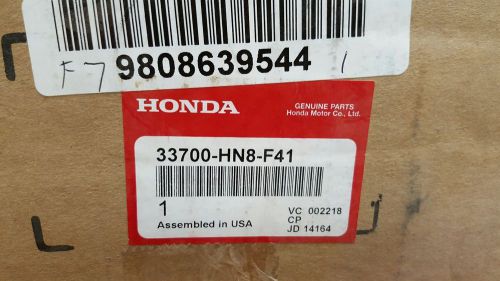 F7 9808639544 1
HONDA
GENUINE PARTS
Honda Motor Co., Ltd.
33700-HN8-F41
1
Assembled in USA
VC 002218
CP
JD 14164